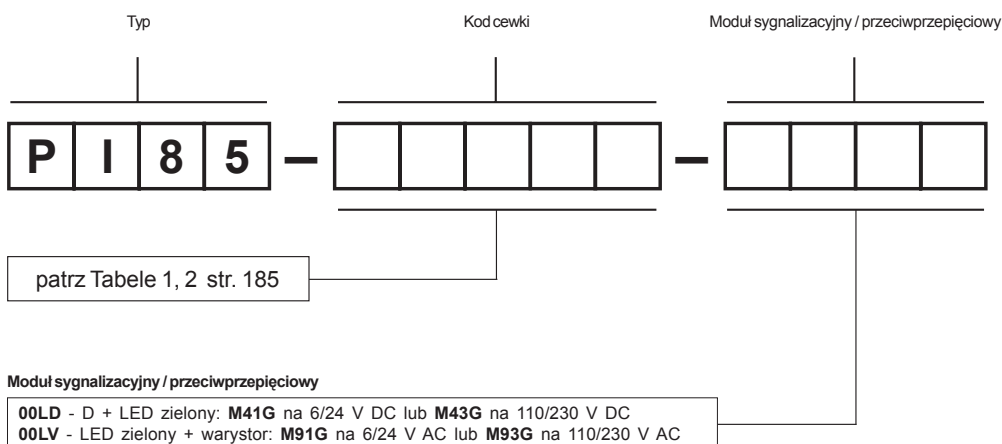 Typ Kod cewki Moduł sygnalizacyjny / przeciwprzepięciowy
P I 8 5 – –
patrz Tabele 1, 2 str. 185
Moduł sygnalizacyjny / przeciwprzepięciowy
00LD - D + LED zielony: M41G na 6/24 V DC lub M43G na 110/230 V DC
00LV - LED zielony + warystor: M91G na 6/24 V AC lub M93G na 110/230 V AC